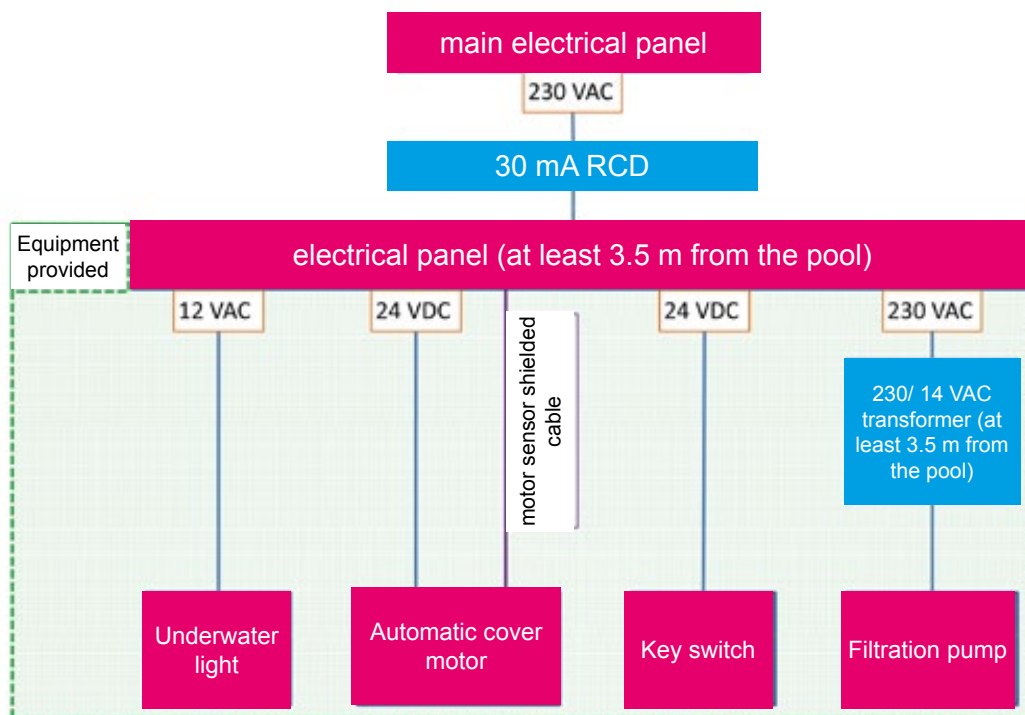 main electrical panel
230 VAC
30 mA RCD
Equipment
provided
electrical panel (at least 3.5 m from the pool)
12 VAC
24 VDC
motor sensor shielded
cable
24 VDC
230 VAC
230/ 14 VAC
transformer (at
least 3.5 m from
the pool)
Underwater
light
Automatic cover
motor
Key switch
Filtration pump